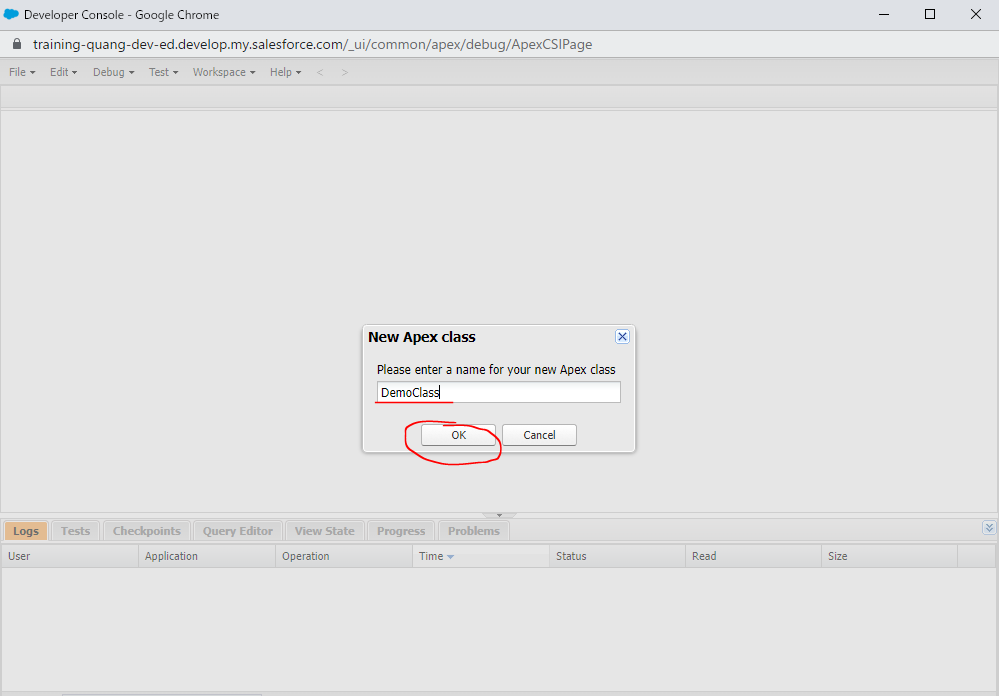 Developer Console - Google Chrome
training-quang-dev-ed.develop.my.salesforce.com/_ui/common/apex/debug/ApexCSIPage
File Edit Debug Test Workspace Help < >
New Apex class
Please enter a name for your new Apex class
DemoClass
OK Cancel
Logs Tests Checkpoints Query Editor View State Progress Problems
User Application Operation Time Status Read Size